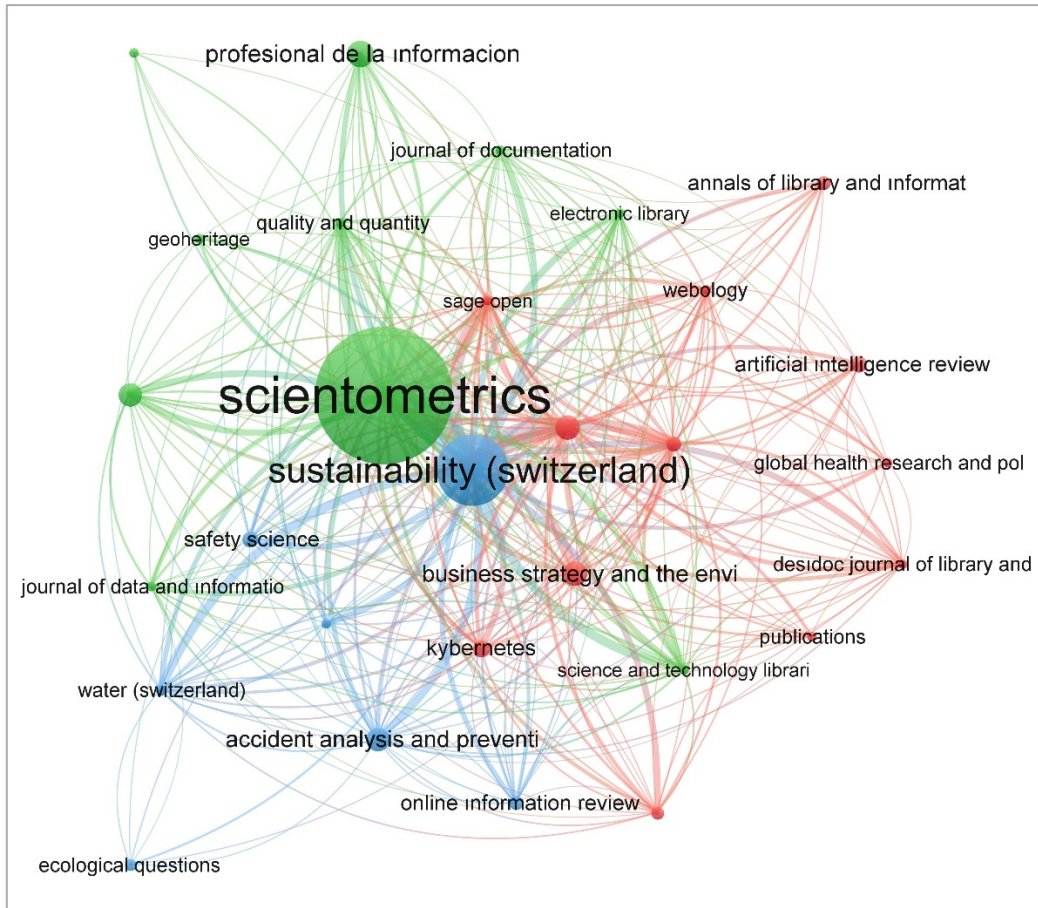 profesional de la ınformacion
journal of documentation
annals of library and ınformat
electronic library
quality and quantity
geoheritage
webology
sage open
artificial ıntelligence review
scientometrics
global health research and pol
sustainability (switzerland)
safety science
desıdoc journal of library and
business strategy and the envi
journal of data and ınformatio
publications
kybernetes
science and technology librari
water (switzerland)
accident analysis and preventi
online ınformation review
ecological questions